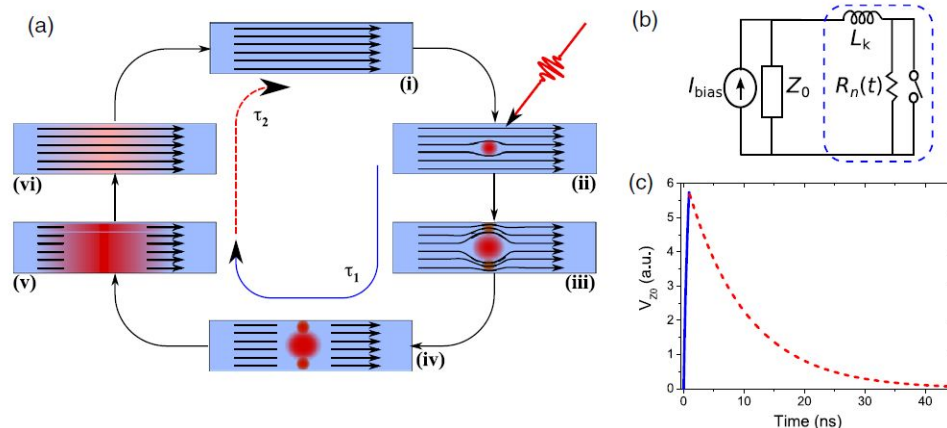 (a)
(i)
τ2
(vi)
(ii)
(v)
τ1
(iii)
(iv)
(b)
Lk
Ibias
Z0
Rn(t)
(c)
6
5
4
3
2
1
0
VZ0 (a.u.)
0 10 20 30 40
Time (ns)